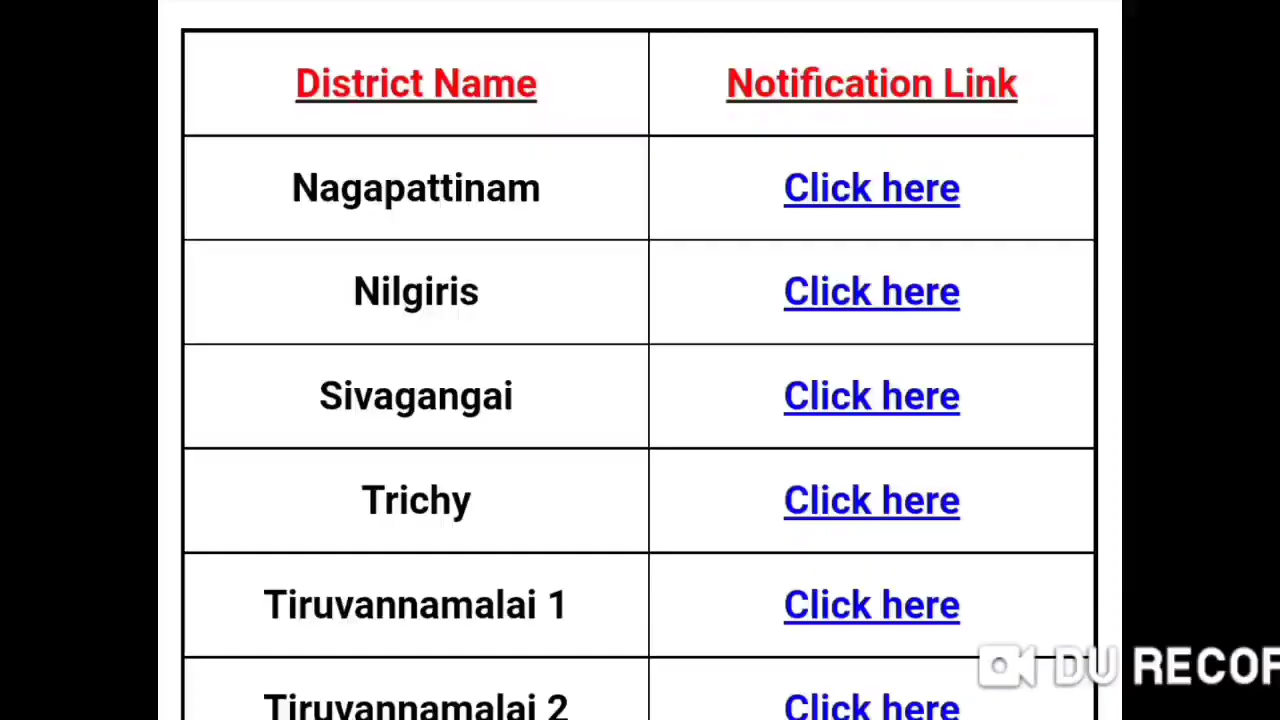 District Name Notification Link
Nagapattinam Click here
Nilgiris Click here
Sivagangai Click here
Trichy Click here
Tiruvannamalai 1 Click here
DU RECOR
Tiruvannamalai 2 Click here